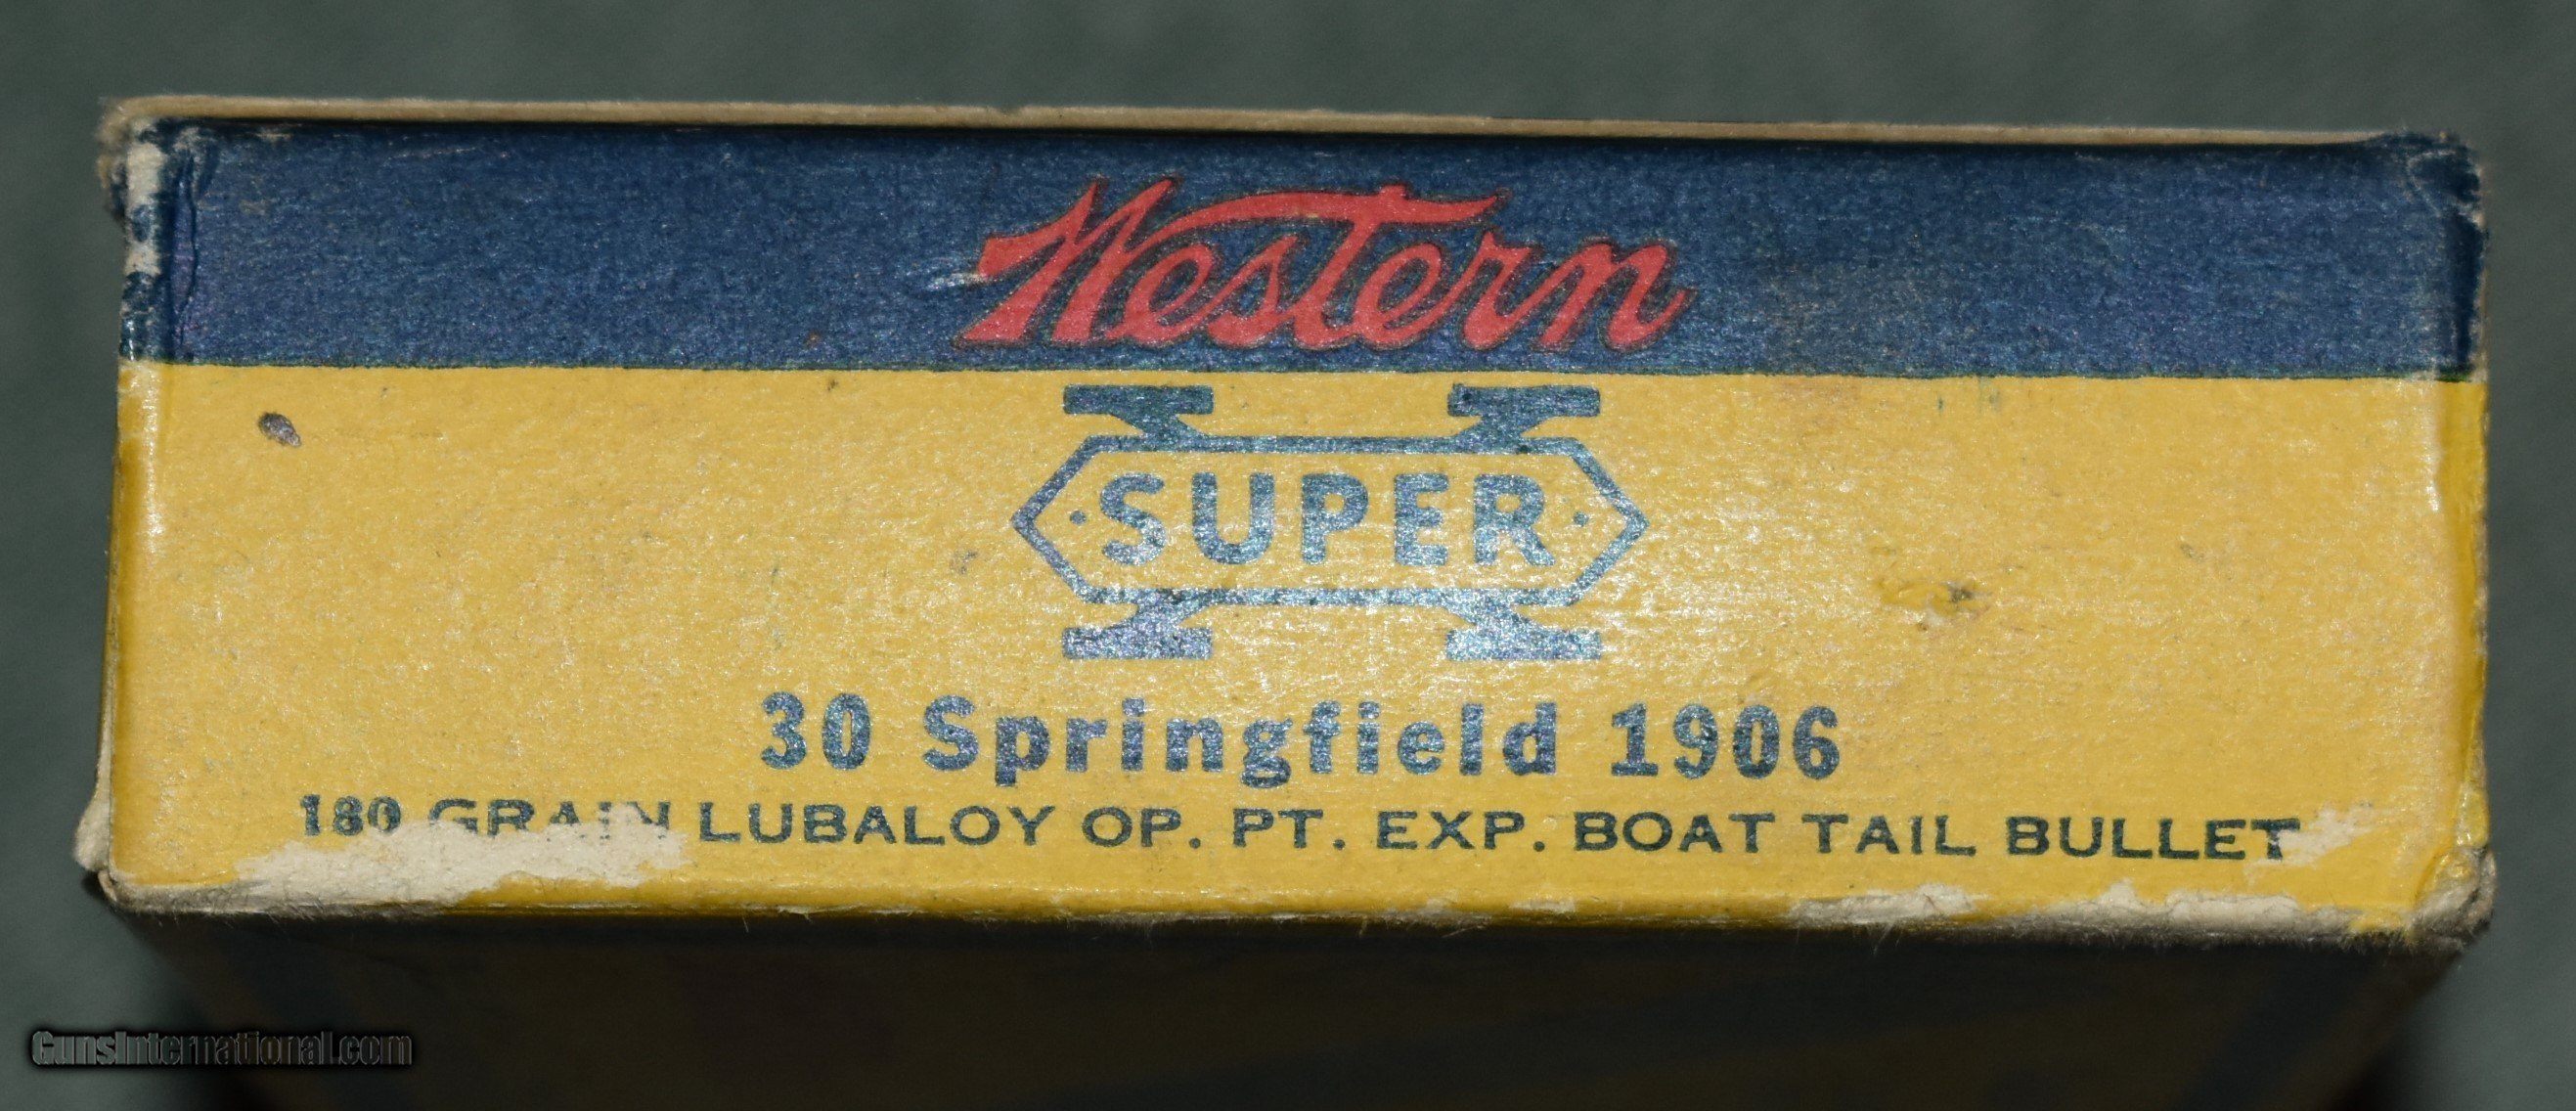 Western
SUPER
X
30 Springfield 1906
180 GRAIN LUBALOY OP. PT. EXP. BOAT TAIL BULLET
GunsInternational.com